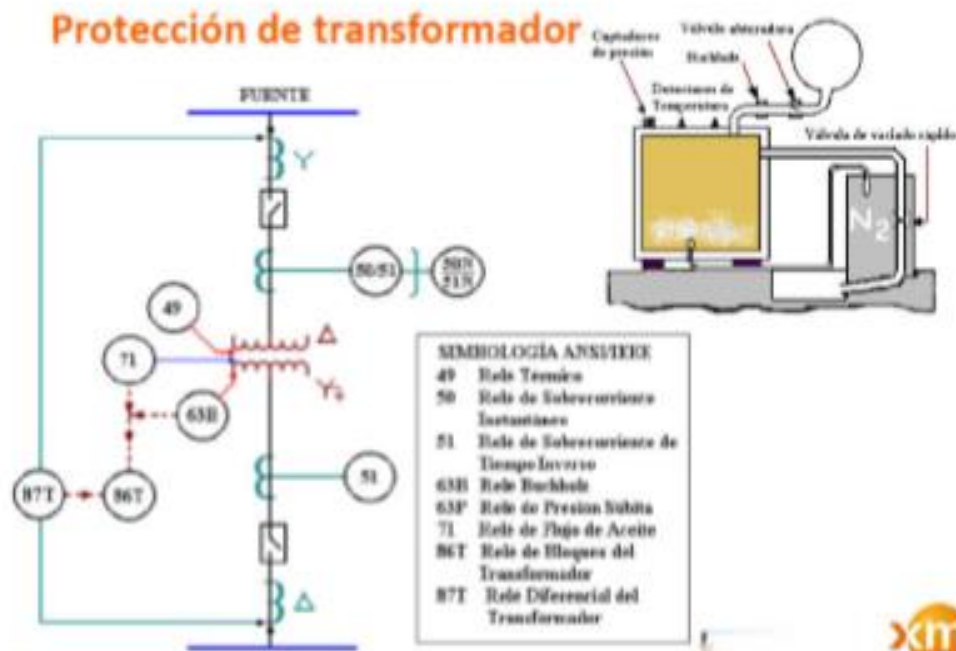 Protección de transformador
Captadores
de presión
Válvula obturadora
Buchholz
Detectores de
Temperatura
Válvula de vaciado rápido
N2
FUENTE
Y
50/51
50N
51N
49
Δ
71
Y
63B
87T
86T
51
Δ
SIMBOLOGÍA ANSI/IEEE
49 Relé Térmico
50 Relé de Sobrecorriente
Instantáneo
51 Relé de Sobrecorriente de
Tiempo Inverso
63B Relé Buchholz
63P Relé de Presión Súbita
71 Relé de Flujo de Aceite
86T Relé de Bloqueo del
Transformador
87T Relé Diferencial del
Transformador
xm